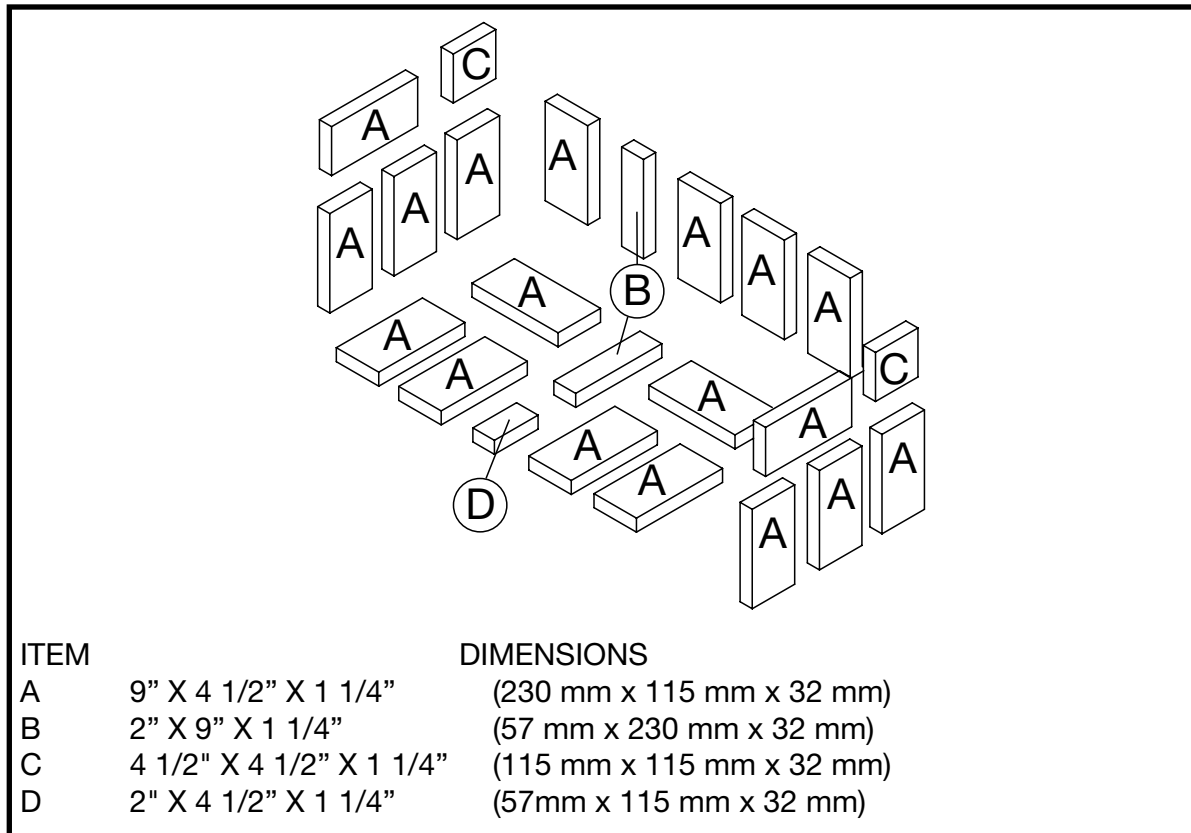 C
A
A
A
A
A
B
A
A
A
A
A
A
A
A
C
A
D
A
A
A
A
A
ITEM DIMENSIONS
A 9” X 4 1/2” X 1 1/4” (230 mm x 115 mm x 32 mm)
B 2” X 9” X 1 1/4” (57 mm x 230 mm x 32 mm)
C 4 1/2" X 4 1/2” X 1 1/4” (115 mm x 115 mm x 32 mm)
D 2" X 4 1/2” X 1 1/4” (57mm x 115 mm x 32 mm)